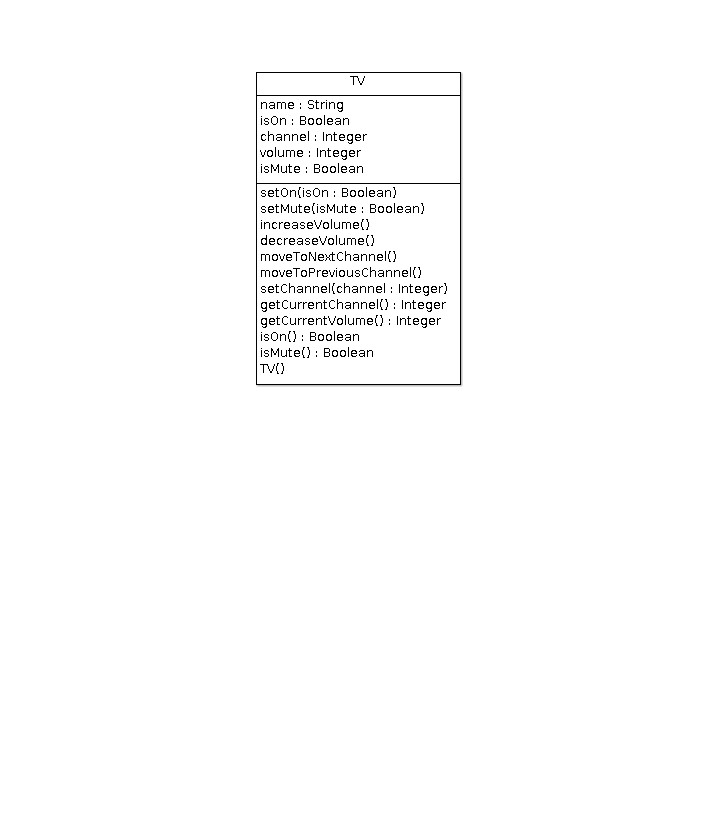 TV
name : String
isOn : Boolean
channel : Integer
volume : Integer
isMute : Boolean
setOn(isOn : Boolean)
setMute(isMute : Boolean)
increaseVolume()
decreaseVolume()
moveToNextChannel()
moveToPreviousChannel()
setChannel(channel : Integer)
getCurrentChannel() : Integer
getCurrentVolume() : Integer
isOn() : Boolean
isMute() : Boolean
TV()